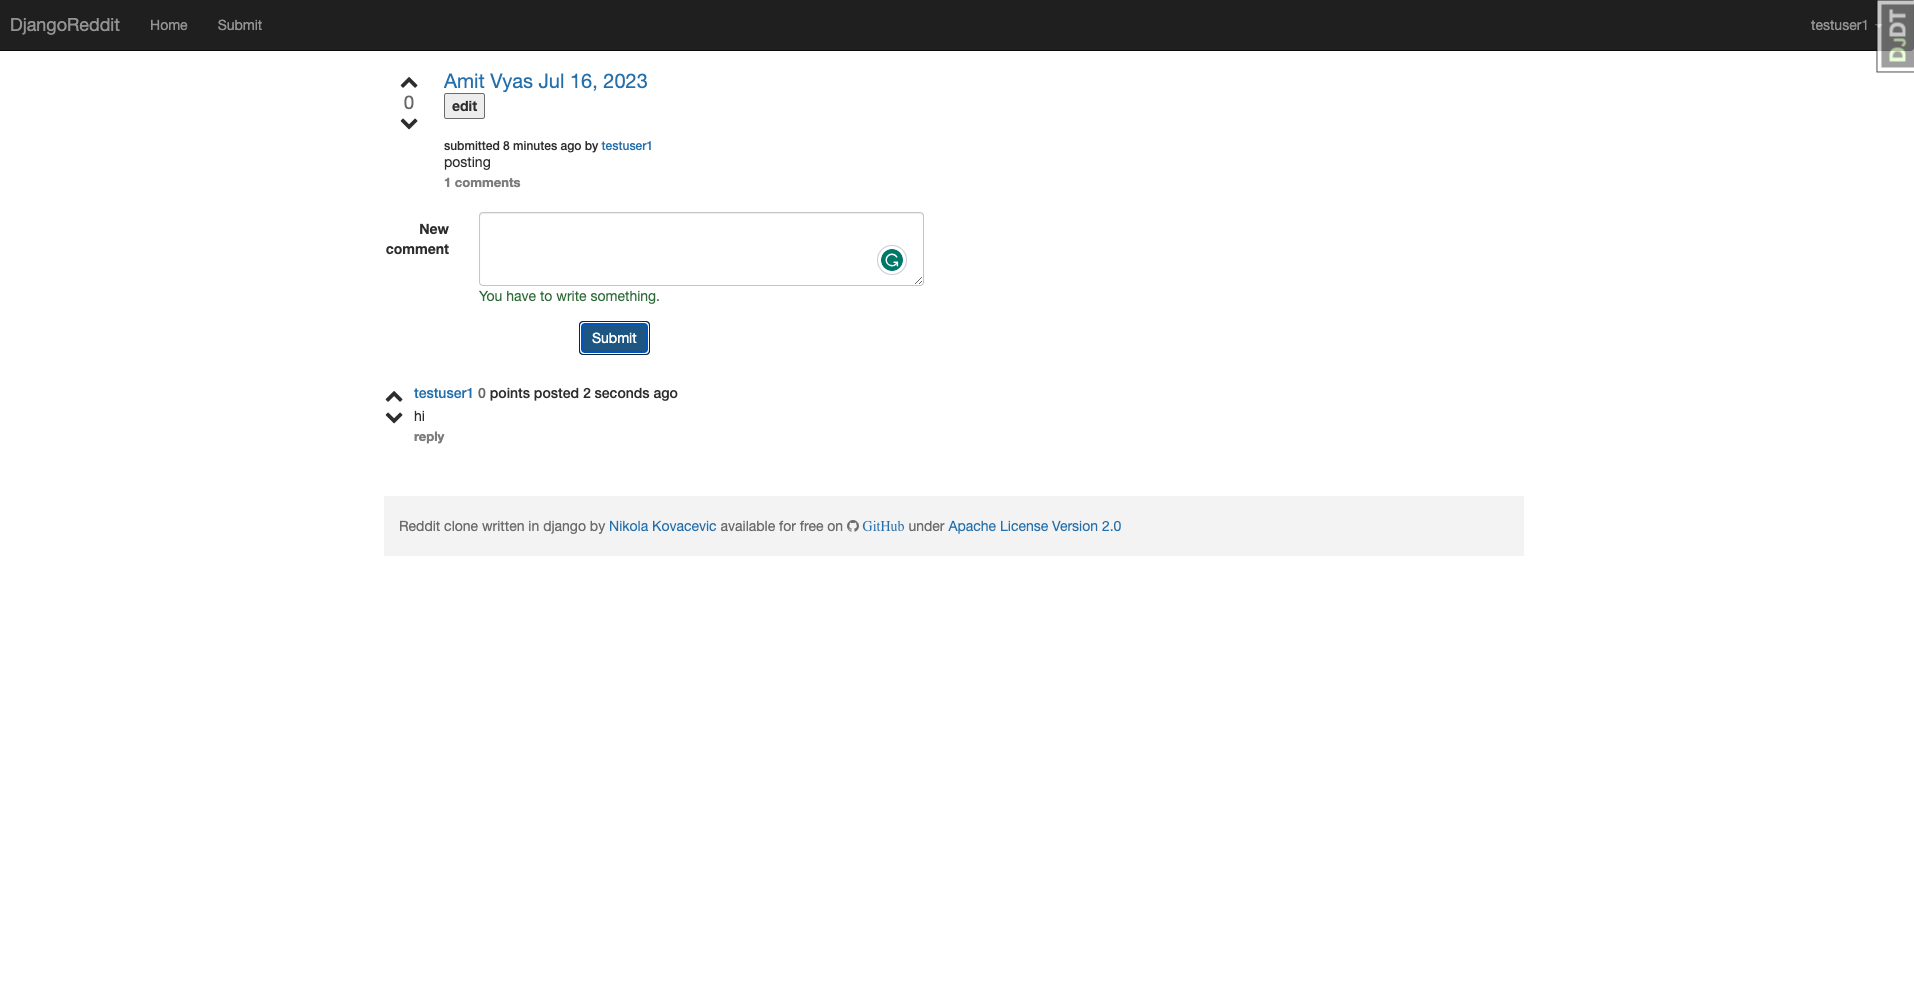 DjangoReddit Home Submit testuser1
DJDT
Amit Vyas Jul 16, 2023
0
edit
submitted 8 minutes ago by testuser1
posting
1 comments
New
comment
You have to write something.
Submit
testuser1 0 points posted 2 seconds ago
hi
reply
Reddit clone written in django by Nikola Kovacevic available for free on GitHub under Apache License Version 2.0